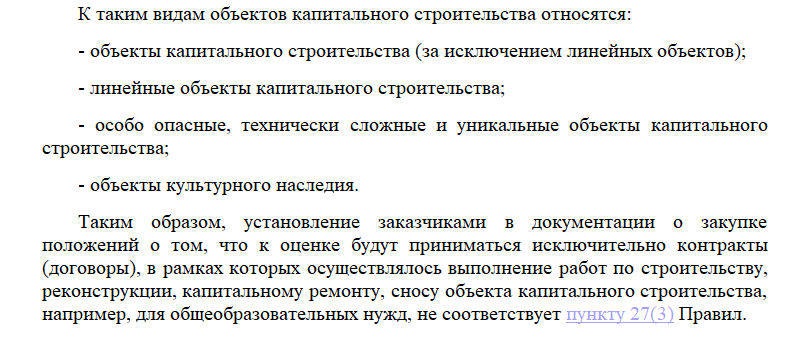 К таким видам объектов капитального строительства относятся:
- объекты капитального строительства (за исключением линейных объектов);
- линейные объекты капитального строительства;
- особо опасные, технически сложные и уникальные объекты капитального
строительства;
- объекты культурного наследия.
Таким образом, установление заказчиками в документации о закупке
положений о том, что к оценке будут приниматься исключительно контракты
(договоры), в рамках которых осуществлялось выполнение работ по строительству,
реконструкции, капитальному ремонту, сносу объекта капитального строительства,
например, для общеобразовательных нужд, не соответствует пункту 27(3) Правил.